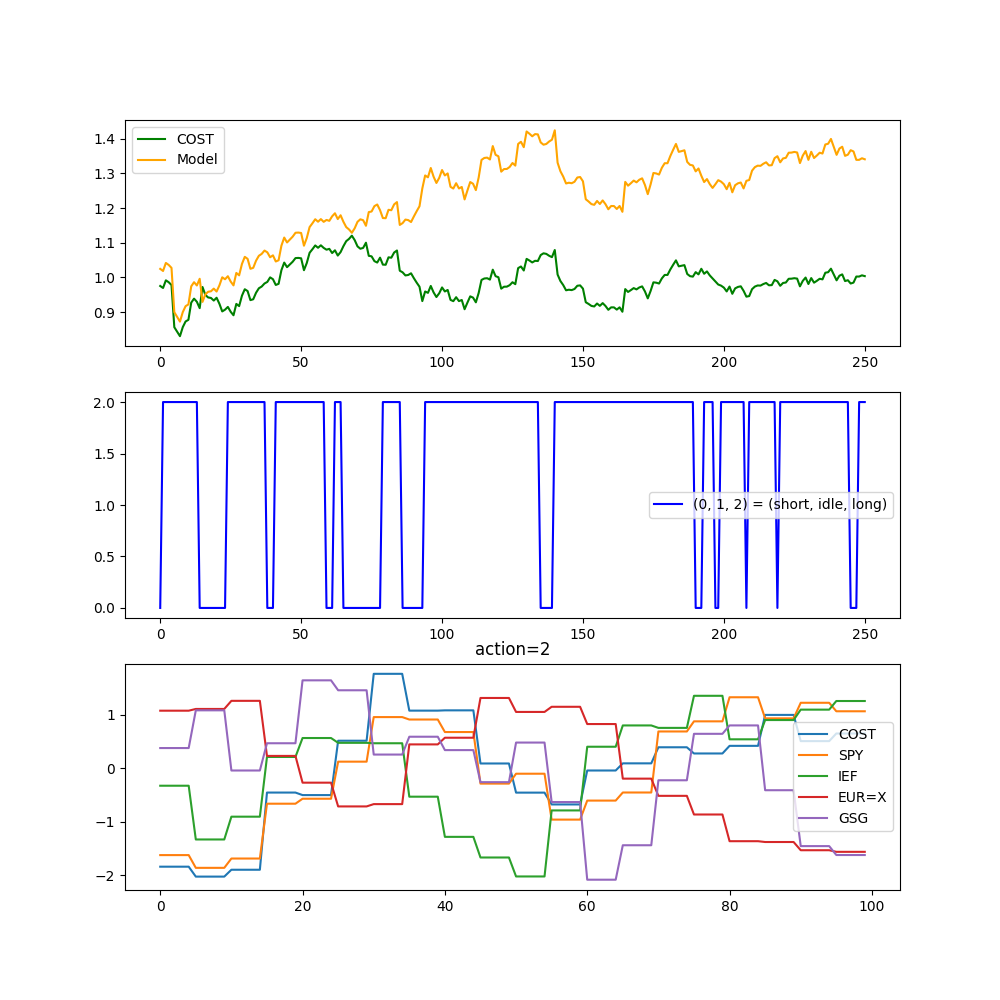 1.4
1.3
1.2
1.1
1.0
0.9
COST
Model
0 50 100 150 200 250
2.0
1.5
1.0
0.5
0.0
(0, 1, 2) = (short, idle, long)
0 50 100 150 200 250
action=2
1
0
−1
−2
COST
SPY
IEF
EUR=X
GSG
0 20 40 60 80 100